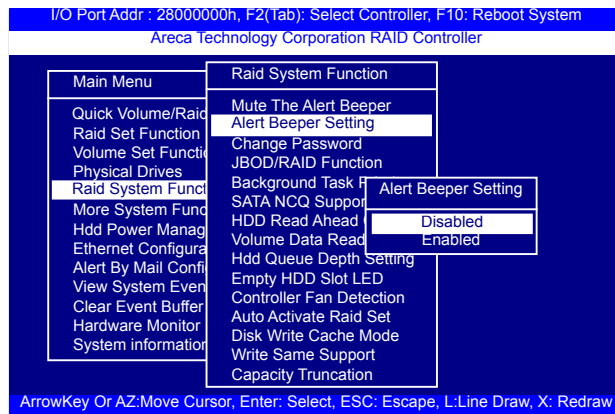 I/O Port Addr : 28000000h, F2(Tab): Select Controller, F10: Reboot System
Areca Technology Corporation RAID Controller
Main Menu
Quick Volume/Raid
Raid Set Function
Volume Set Functi
Physical Drives
Raid System Funct
More System Func
Hdd Power Manag
Ethernet Configura
Alert By Mail Confi
View System Even
Clear Event Buffer
Hardware Monitor
System information
Raid System Function
Mute The Alert Beeper
Alert Beeper Setting
Change Password
JBOD/RAID Function
Background Task
SATA NCQ Suppor
HDD Read Ahead
Volume Data Read
Hdd Queue Depth Setting
Empty HDD Slot LED
Controller Fan Detection
Auto Activate Raid Set
Disk Write Cache Mode
Write Same Support
Capacity Truncation
Alert Beeper Setting
Disabled
Enabled
ArrowKey Or AZ:Move Cursor, Enter: Select, ESC: Escape, L:Line Draw, X: Redraw